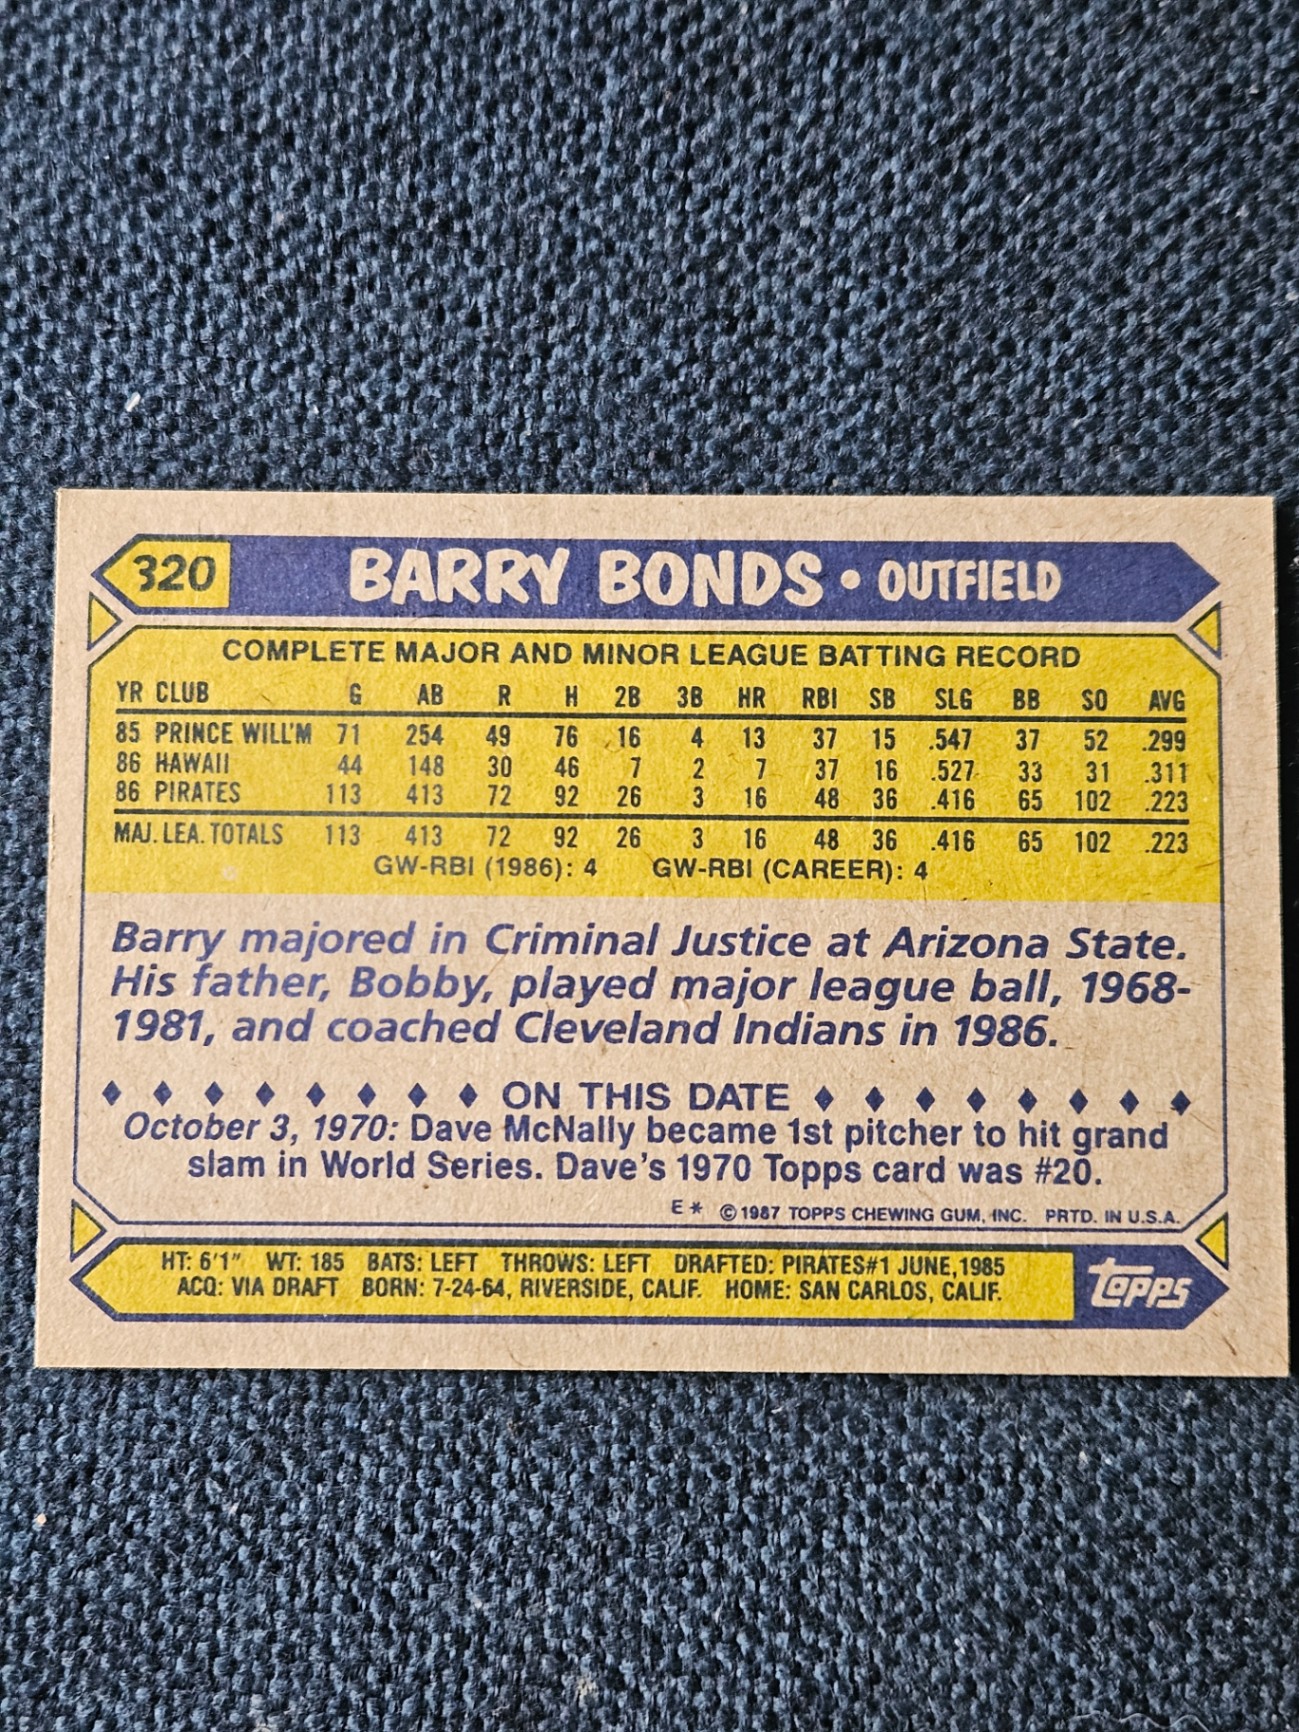 320 BARRY BONDS • OUTFIELD
COMPLETE MAJOR AND MINOR LEAGUE BATTING RECORD
YR CLUB G AB R H 2B 3B HR RBI SB SLG BB SO AVG
85 PRINCE WILL'M 71 254 49 76 16 4 13 37 15 .547 37 52 .299
86 HAWAII 44 148 30 46 7 2 7 37 16 .527 33 31 .311
86 PIRATES 113 413 72 92 26 3 16 48 36 .416 65 102 .223
MAJ. LEA. TOTALS 113 413 72 92 26 3 16 48 36 .416 65 102 .223
GW-RBI (1986): 4 GW-RBI (CAREER): 4
Barry majored in Criminal Justice at Arizona State.
His father, Bobby, played major league ball, 1968-
1981, and coached Cleveland Indians in 1986.
♦ ♦ ♦ ♦ ♦ ♦ ♦ ♦ ON THIS DATE ♦ ♦ ♦ ♦ ♦ ♦ ♦ ♦
October 3, 1970: Dave McNally became 1st pitcher to hit grand
slam in World Series. Dave's 1970 Topps card was #20.
E * © 1987 TOPPS CHEWING GUM, INC. PRTD. IN U.S.A.
HT: 6'1" WT: 185 BATS: LEFT THROWS: LEFT DRAFTED: PIRATES#1 JUNE,1985
ACQ: VIA DRAFT BORN: 7-24-64, RIVERSIDE, CALIF. HOME: SAN CARLOS, CALIF.
topps